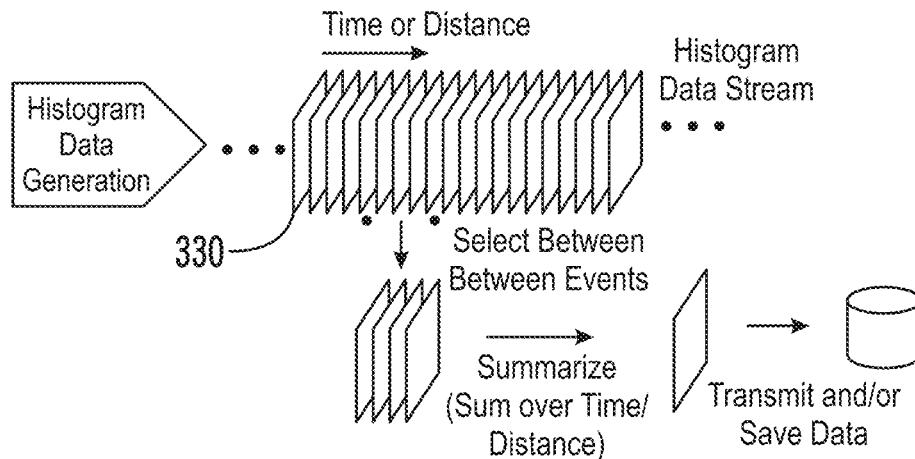 Time or Distance
Histogram
Data Stream
Histogram
Data
Generation
330
Select Between
Between Events
Summarize
(Sum over Time/
Distance)
Transmit and/or
Save Data